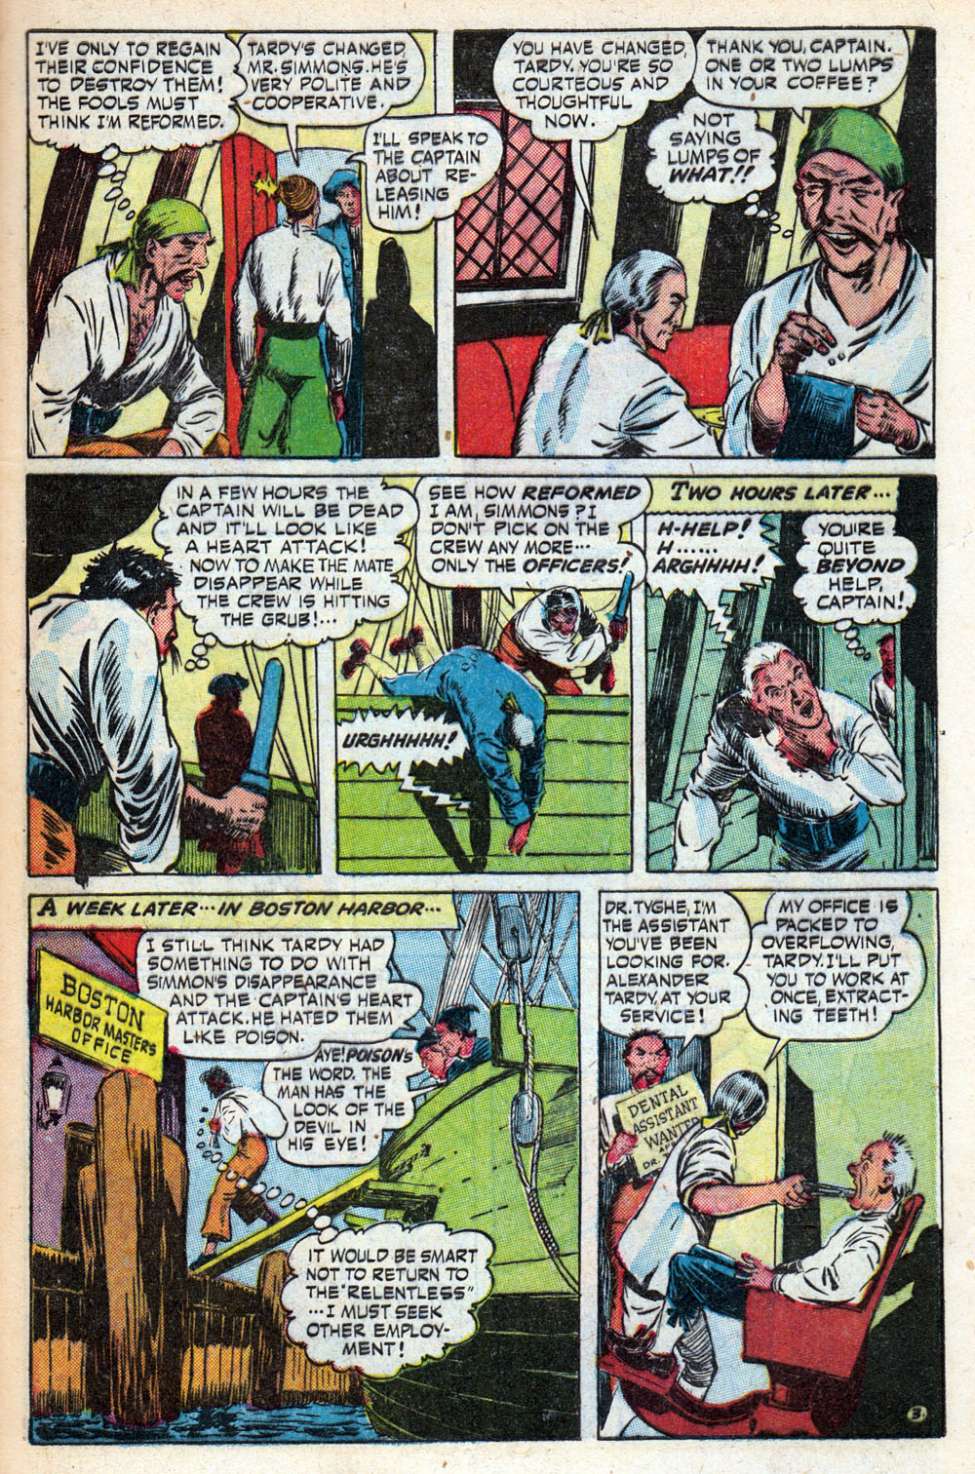 I'VE ONLY TO REGAIN
THEIR CONFIDENCE
TO DESTROY THEM!
THE FOOLS MUST
THINK I'M REFORMED.
TARDY'S CHANGED,
MR. SIMMONS. HE'S
VERY POLITE AND
COOPERATIVE.
I'LL SPEAK TO
THE CAPTAIN
ABOUT RE-
LEASING
HIM!
YOU HAVE CHANGED,
TARDY. YOU'RE SO
COURTEOUS AND
THOUGHTFUL
NOW.
THANK YOU, CAPTAIN.
ONE OR TWO LUMPS
IN YOUR COFFEE?
NOT
SAYING
LUMPS OF
WHAT!!
IN A FEW HOURS THE
CAPTAIN WILL BE DEAD
AND IT'LL LOOK LIKE
A HEART ATTACK!
NOW TO MAKE THE MATE
DISAPPEAR WHILE
THE CREW IS HITTING
THE GRUB!...
SEE HOW REFORMED
I AM, SIMMONS? I
DON'T PICK ON THE
CREW ANY MORE...
ONLY THE OFFICERS!
URGHHHHH!
TWO HOURS LATER...
H-HELP!
H......
ARGHHHH!
YOU'RE
QUITE
BEYOND
HELP,
CAPTAIN!
A WEEK LATER... IN BOSTON HARBOR...
BOSTON
HARBOR MASTER'S
OFFICE
I STILL THINK TARDY HAD
SOMETHING TO DO WITH
SIMMON'S DISAPPEARANCE
AND THE CAPTAIN'S HEART
ATTACK. HE HATED THEM
LIKE POISON.
AYE! POISON'S
THE WORD. THE
MAN HAS THE
LOOK OF THE
DEVIL IN
HIS EYE!
IT WOULD BE SMART
NOT TO RETURN TO
THE "RELENTLESS"
...I MUST SEEK
OTHER EMPLOY-
MENT!
DR. TYGHE, I'M
THE ASSISTANT
YOU'VE BEEN
LOOKING FOR.
ALEXANDER
TARDY, AT YOUR
SERVICE!
MY OFFICE IS
PACKED TO
OVERFLOWING,
TARDY. I'LL PUT
YOU TO WORK AT
ONCE, EXTRACT-
ING TEETH!
DENTAL
ASSISTANT
WANTED
DR.
3